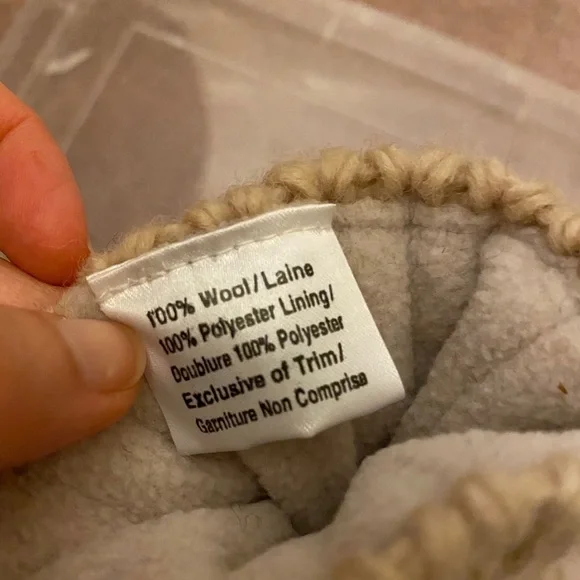 100% Wool/Laine
100% Polyester Lining/
Doublure 100% Polyester
Exclusive of Trim/
Garniture Non Comprise